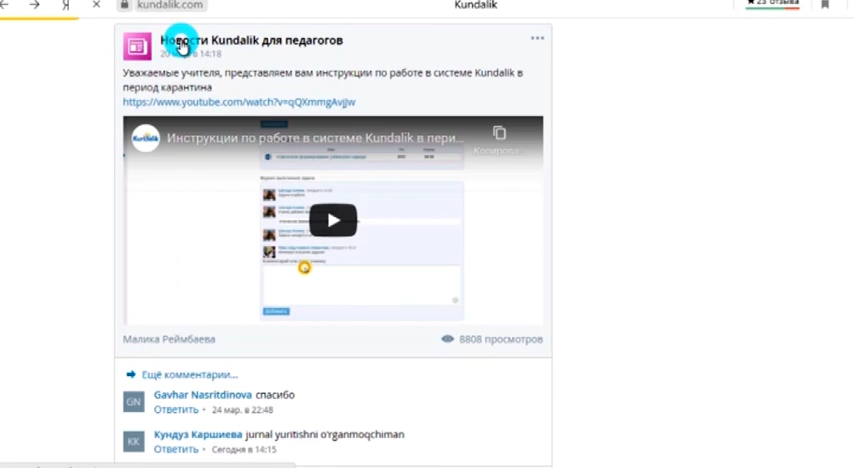 kundalik.com
Kundalik
23 отзыва
Новости Kundalik для педагогов
в 14:18
Уважаемые учителя, представляем вам инструкции по работе в системе Kundalik в
период карантина
https://www.youtube.com/watch?v=qQXmmgAvjJw
Kundalik
Инструкции по работе в системе Kundalik в пери...
Копирова...
Добавить
Малика Реймбаева
8808 просмотров
Ещё комментарии...
GN
Gavhar Nasritdinova спасибо
Ответить • 24 мар. в 22:48
KK
Кундуз Каршиева jurnal yuritishni o'rganmoqchiman
Ответить • Сегодня в 14:15